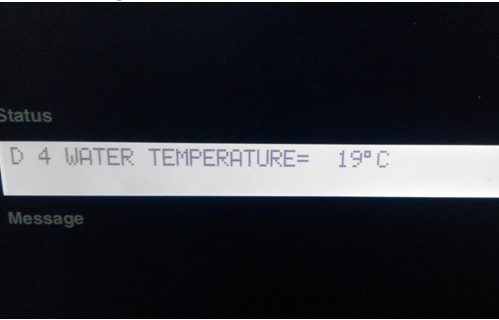 Status
D 4 WATER TEMPERATURE= 19°C
Message